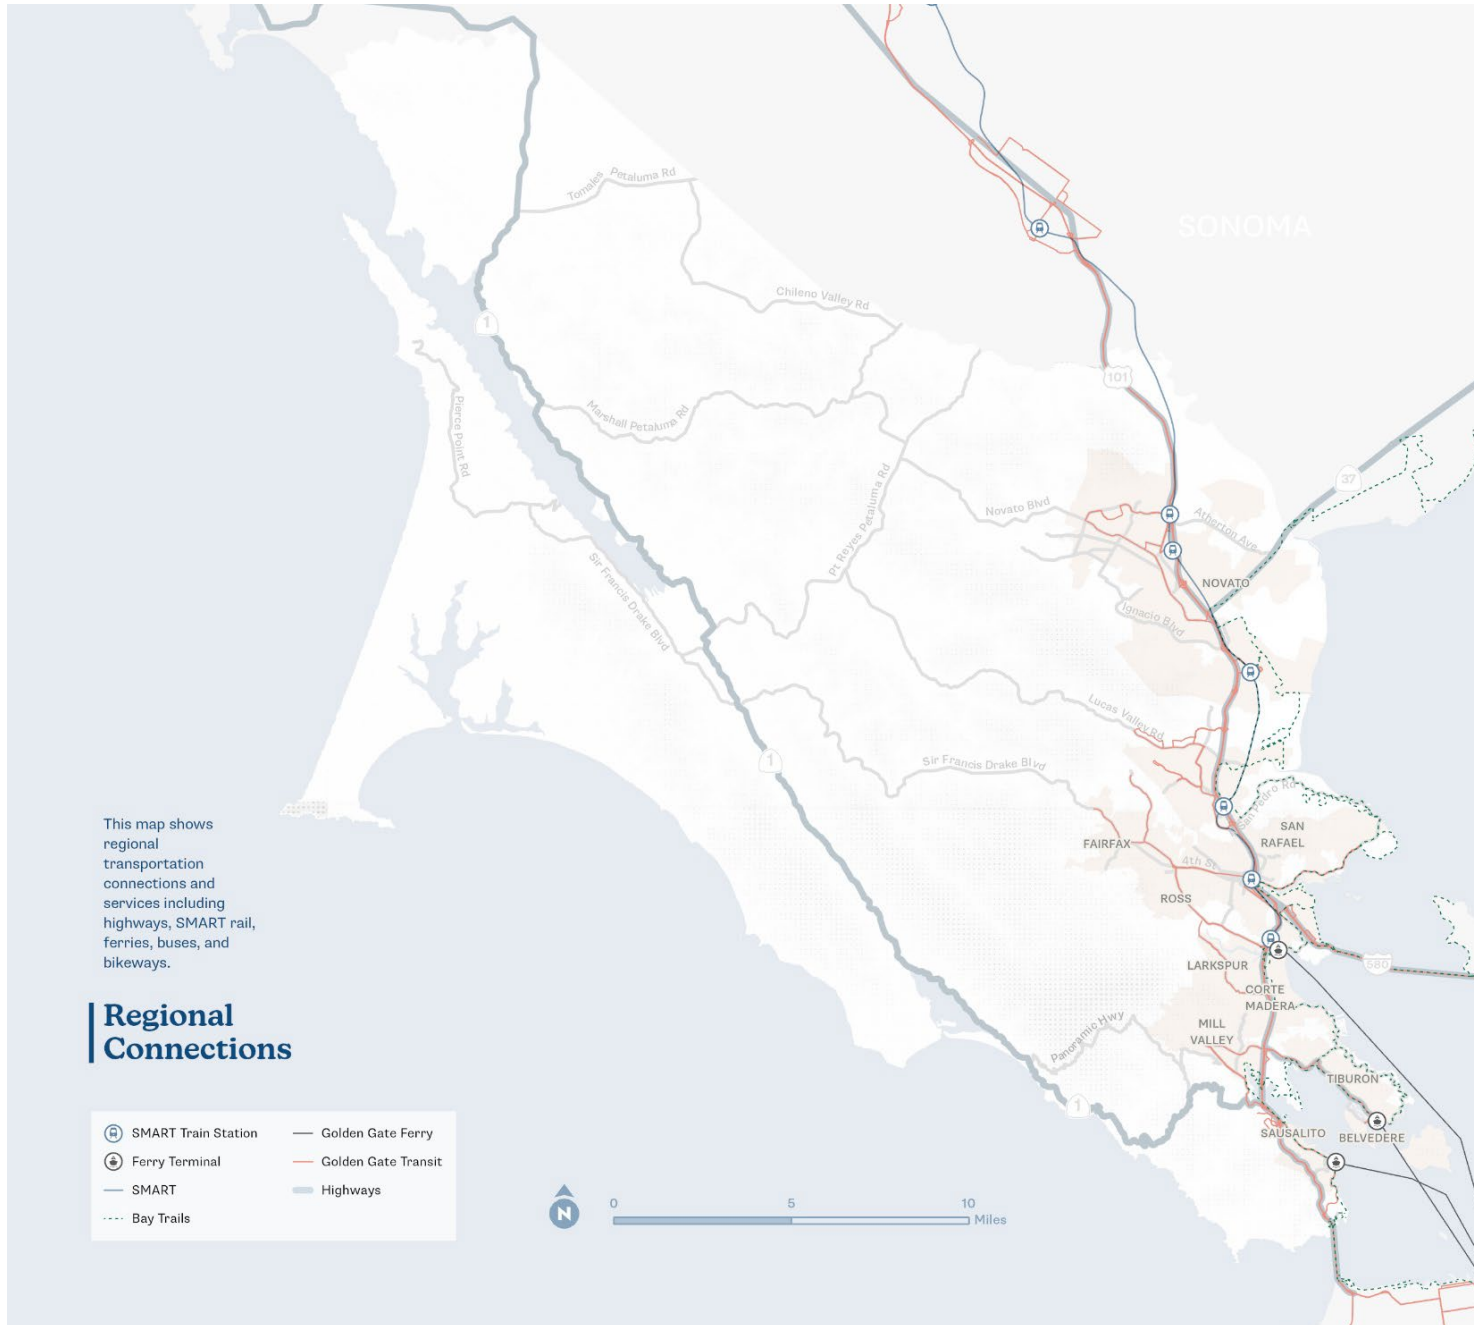 SONOMA
Tomales Petaluma Rd
Chileno Valley Rd
1
101
Pierce Point Rd
Marshall Petaluma Rd
37
Pt Reyes Petaluma Rd
Novato Blvd
Atherton Ave
NOVATO
Sir Francis Drake Blvd
Ignacio Blvd
Lucas Valley Rd
1
Sir Francis Drake Blvd
San Pedro Rd
SAN
RAFAEL
FAIRFAX
4th St
ROSS
LARKSPUR
580
CORTE
MADERA
MILL
VALLEY
Panoramic Hwy
1
TIBURON
SAUSALITO
BELVEDERE
This map shows
regional
transportation
connections and
services including
highways, SMART rail,
ferries, buses, and
bikeways.
Regional
Connections
SMART Train Station
Ferry Terminal
SMART
Bay Trails
Golden Gate Ferry
Golden Gate Transit
Highways
N
0 5 10
Miles